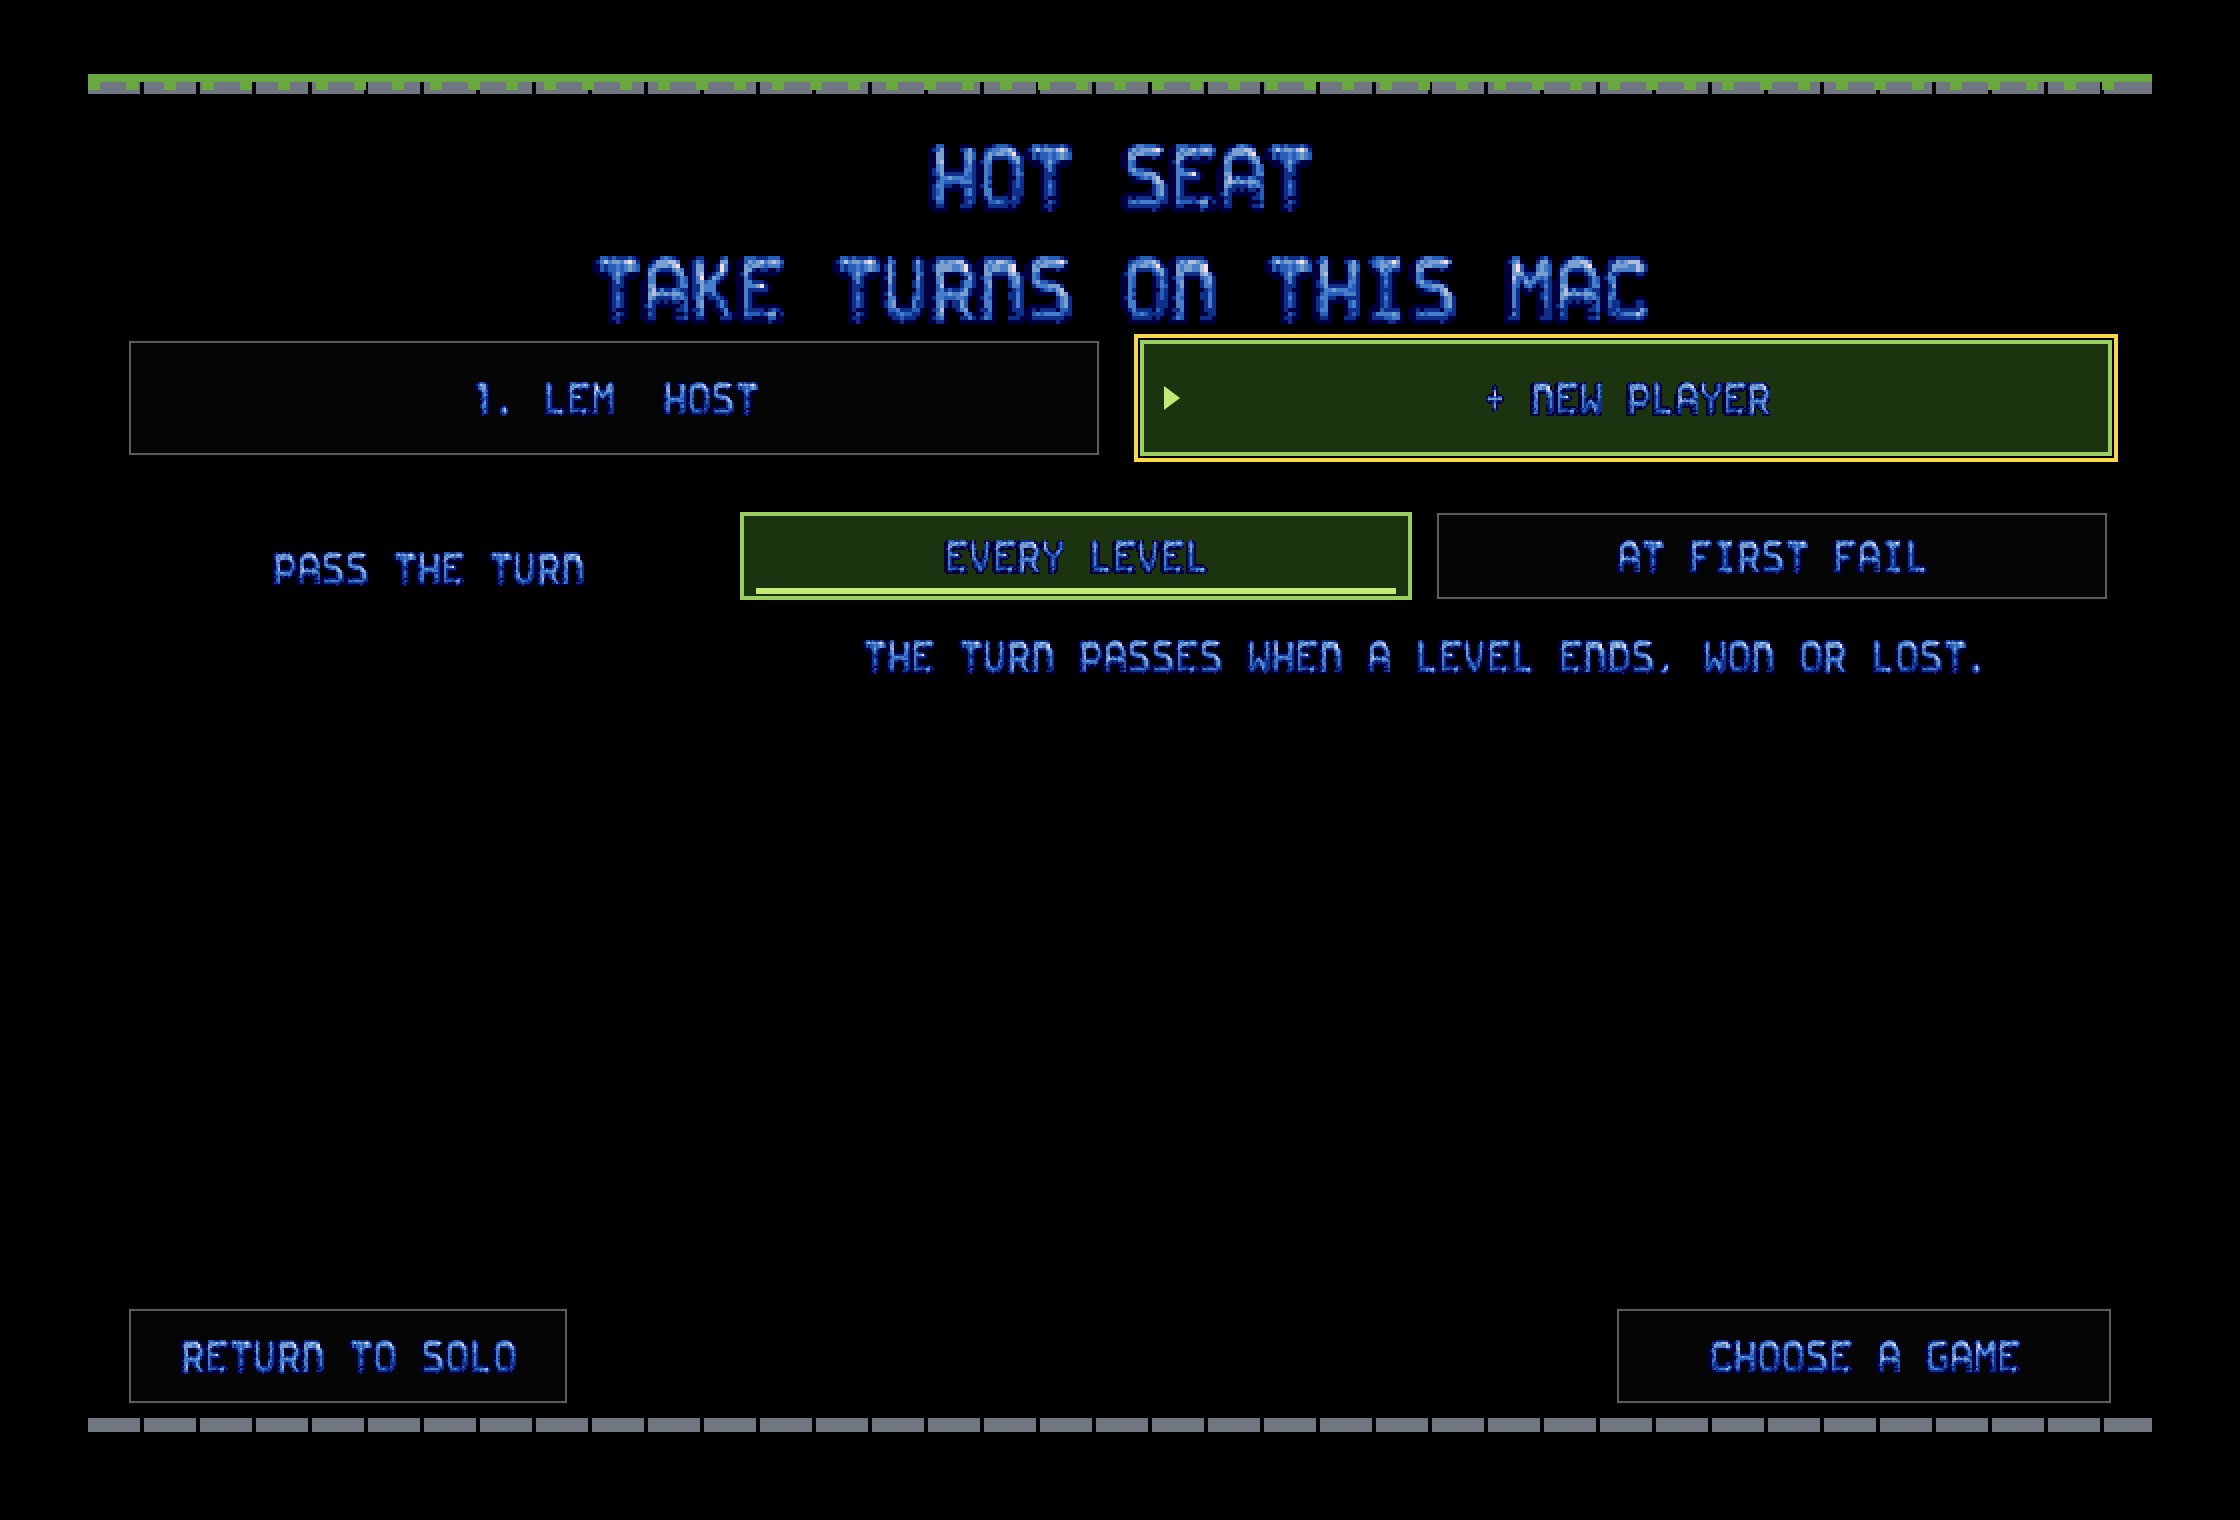 HOT SEAT
TAKE TURNS ON THIS MAC
1. LEM  HOST
+ NEW PLAYER
PASS THE TURN
EVERY LEVEL
AT FIRST FAIL
THE TURN PASSES WHEN A LEVEL ENDS, WON OR LOST.
RETURN TO SOLO
CHOOSE A GAME